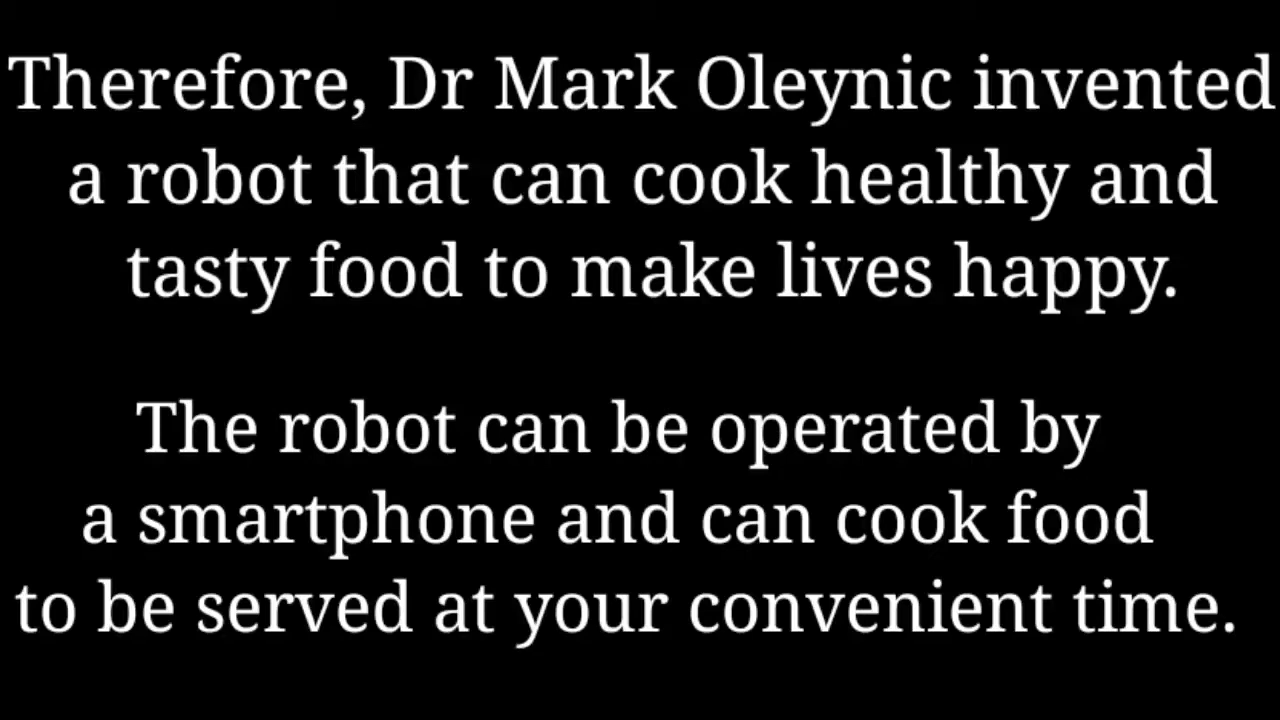 Therefore, Dr Mark Oleynic invented
a robot that can cook healthy and
tasty food to make lives happy.
The robot can be operated by
a smartphone and can cook food
to be served at your convenient time.